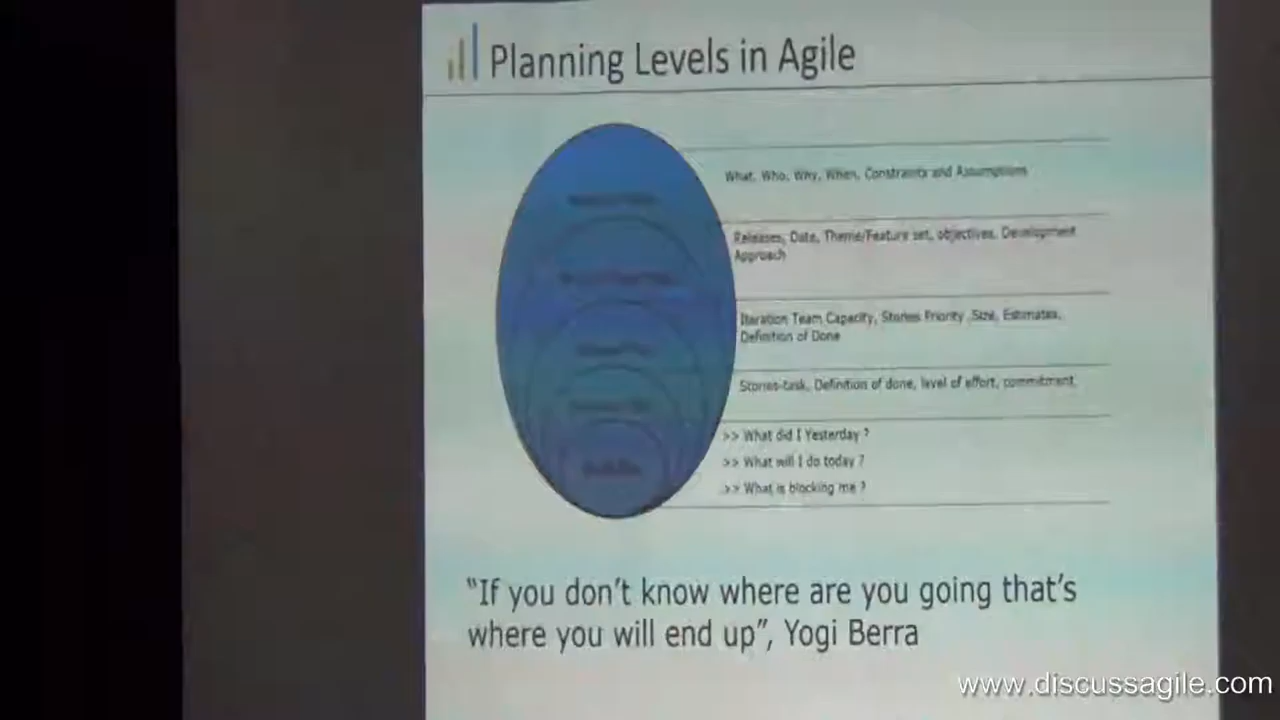 Planning Levels in Agile
What, Who, Why, When, Constraints and Assumptions
Releases, Date, Theme/Feature set, objectives, Development
Approach
Iteration Team Capacity, Stories Priority ,Size, Estimates,
Definition of Done
Stories-task, Definition of done, level of effort, commitment,
>> What did I Yesterday ?
>> What will I do today ?
>> What is blocking me ?
"If you don't know where are you going that's
where you will end up", Yogi Berra
www.discussagile.com